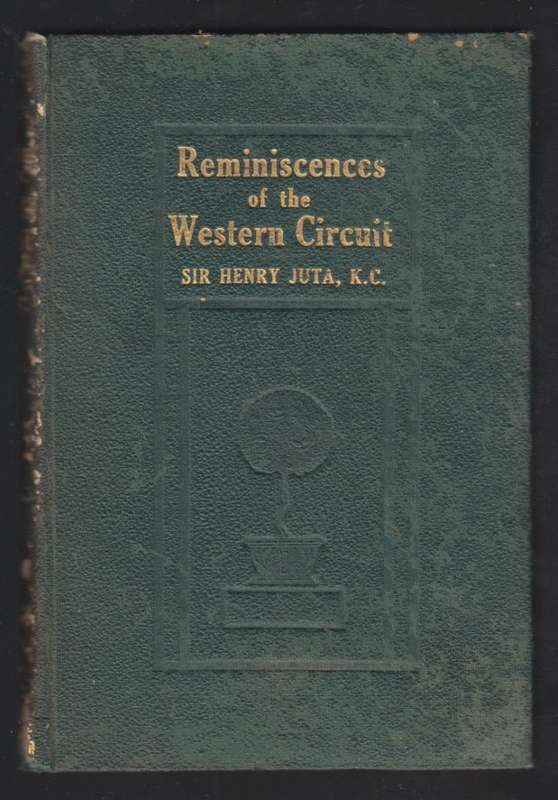 Reminiscences
of the
Western Circuit
SIR HENRY JUTA, K.C.